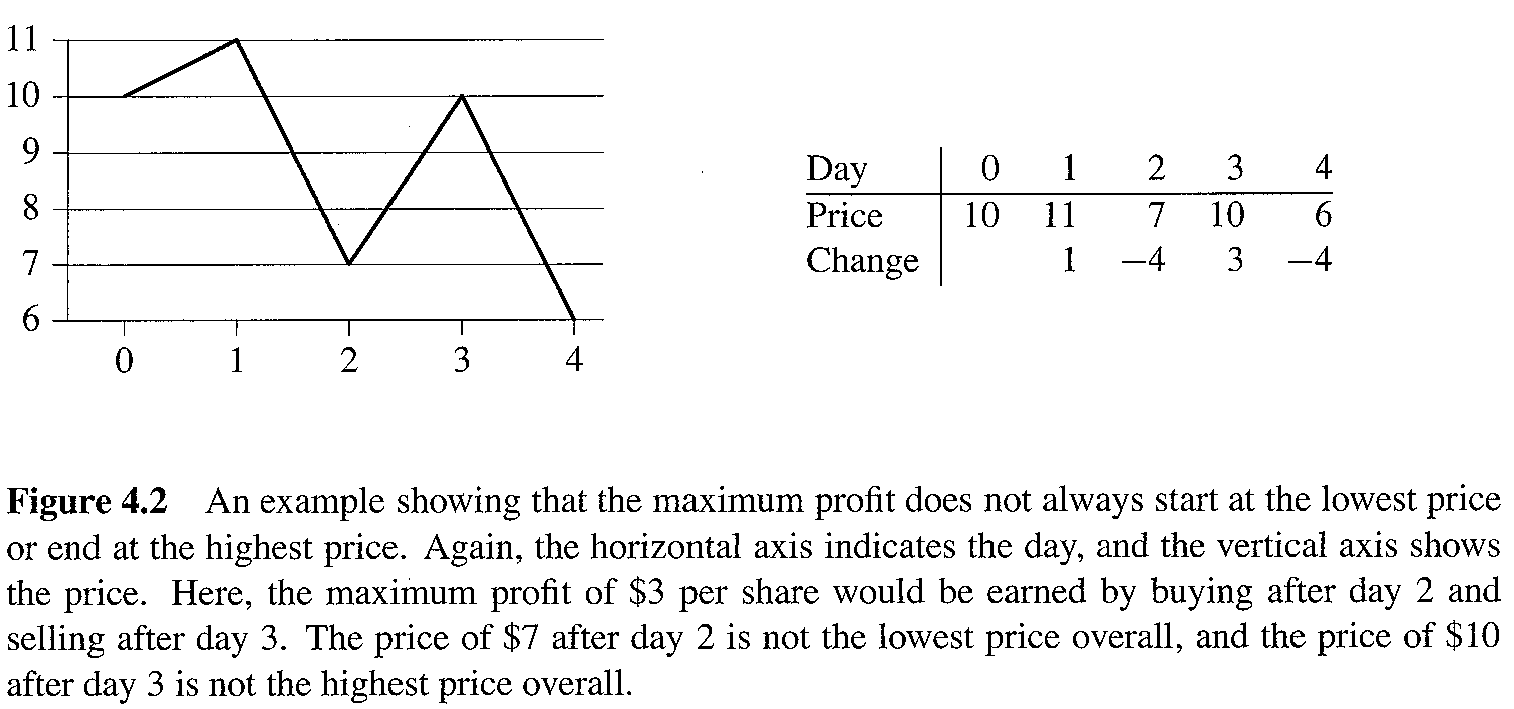 11
10
9
8
7
6
0 1 2 3 4
Day 0 1 2 3 4
Price 10 11 7 10 6
Change 1 −4 3 −4
Figure 4.2 An example showing that the maximum profit does not always start at the lowest price
or end at the highest price. Again, the horizontal axis indicates the day, and the vertical axis shows
the price. Here, the maximum profit of $3 per share would be earned by buying after day 2 and
selling after day 3. The price of $7 after day 2 is not the lowest price overall, and the price of $10
after day 3 is not the highest price overall.